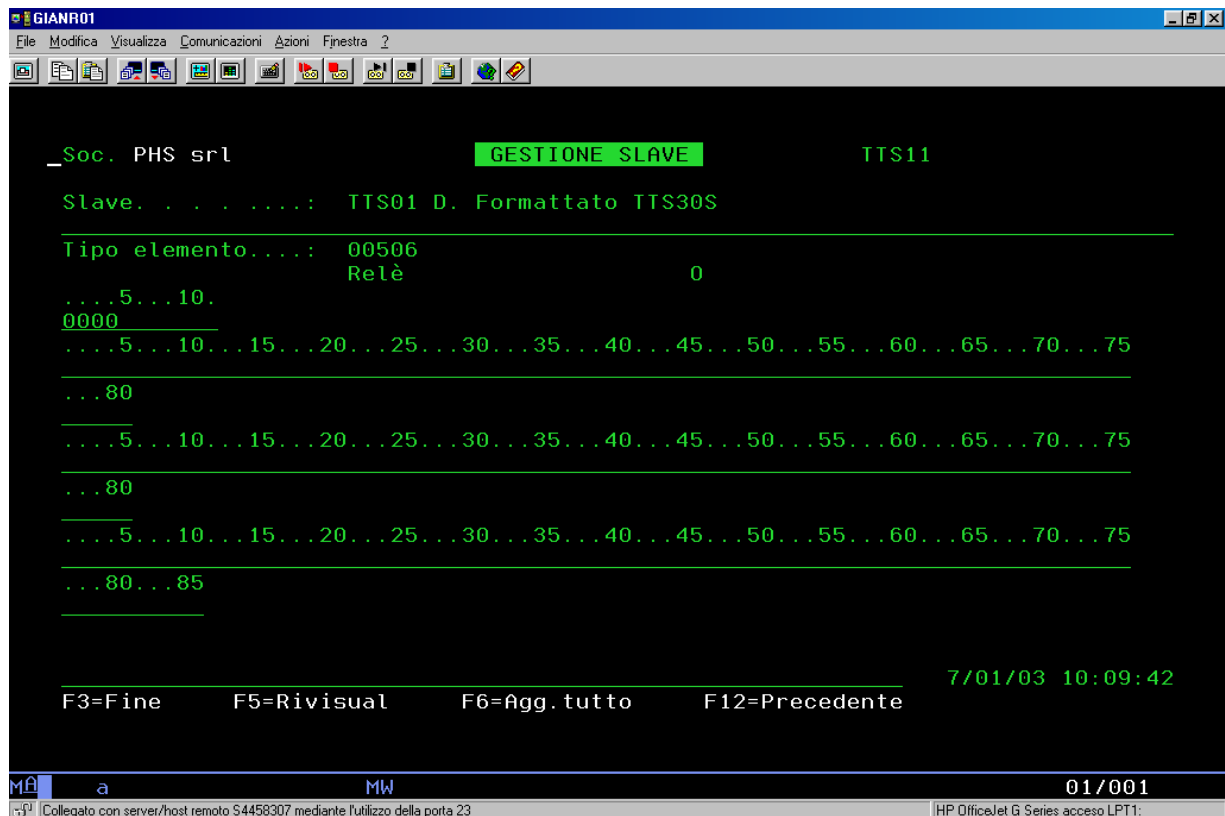 GIANR01
File Modifica Visualizza Comunicazioni Azioni Finestra ?
_Soc. PHS srl GESTIONE SLAVE TTS11
Slave. . . . ....: TTS01 D. Formattato TTS30S
Tipo elemento....: 00506
Relè O
....5...10.
0000
....5...10...15...20...25...30...35...40...45...50...55...60...65...70...75
...80
....5...10...15...20...25...30...35...40...45...50...55...60...65...70...75
...80
....5...10...15...20...25...30...35...40...45...50...55...60...65...70...75
...80...85
7/01/03 10:09:42
F3=Fine F5=Rivisual F6=Agg.tutto F12=Precedente
MA a MW 01/001
Collegato con server/host remoto S4458307 mediante l'utilizzo della porta 23 HP OfficeJet G Series acceso LPT1: